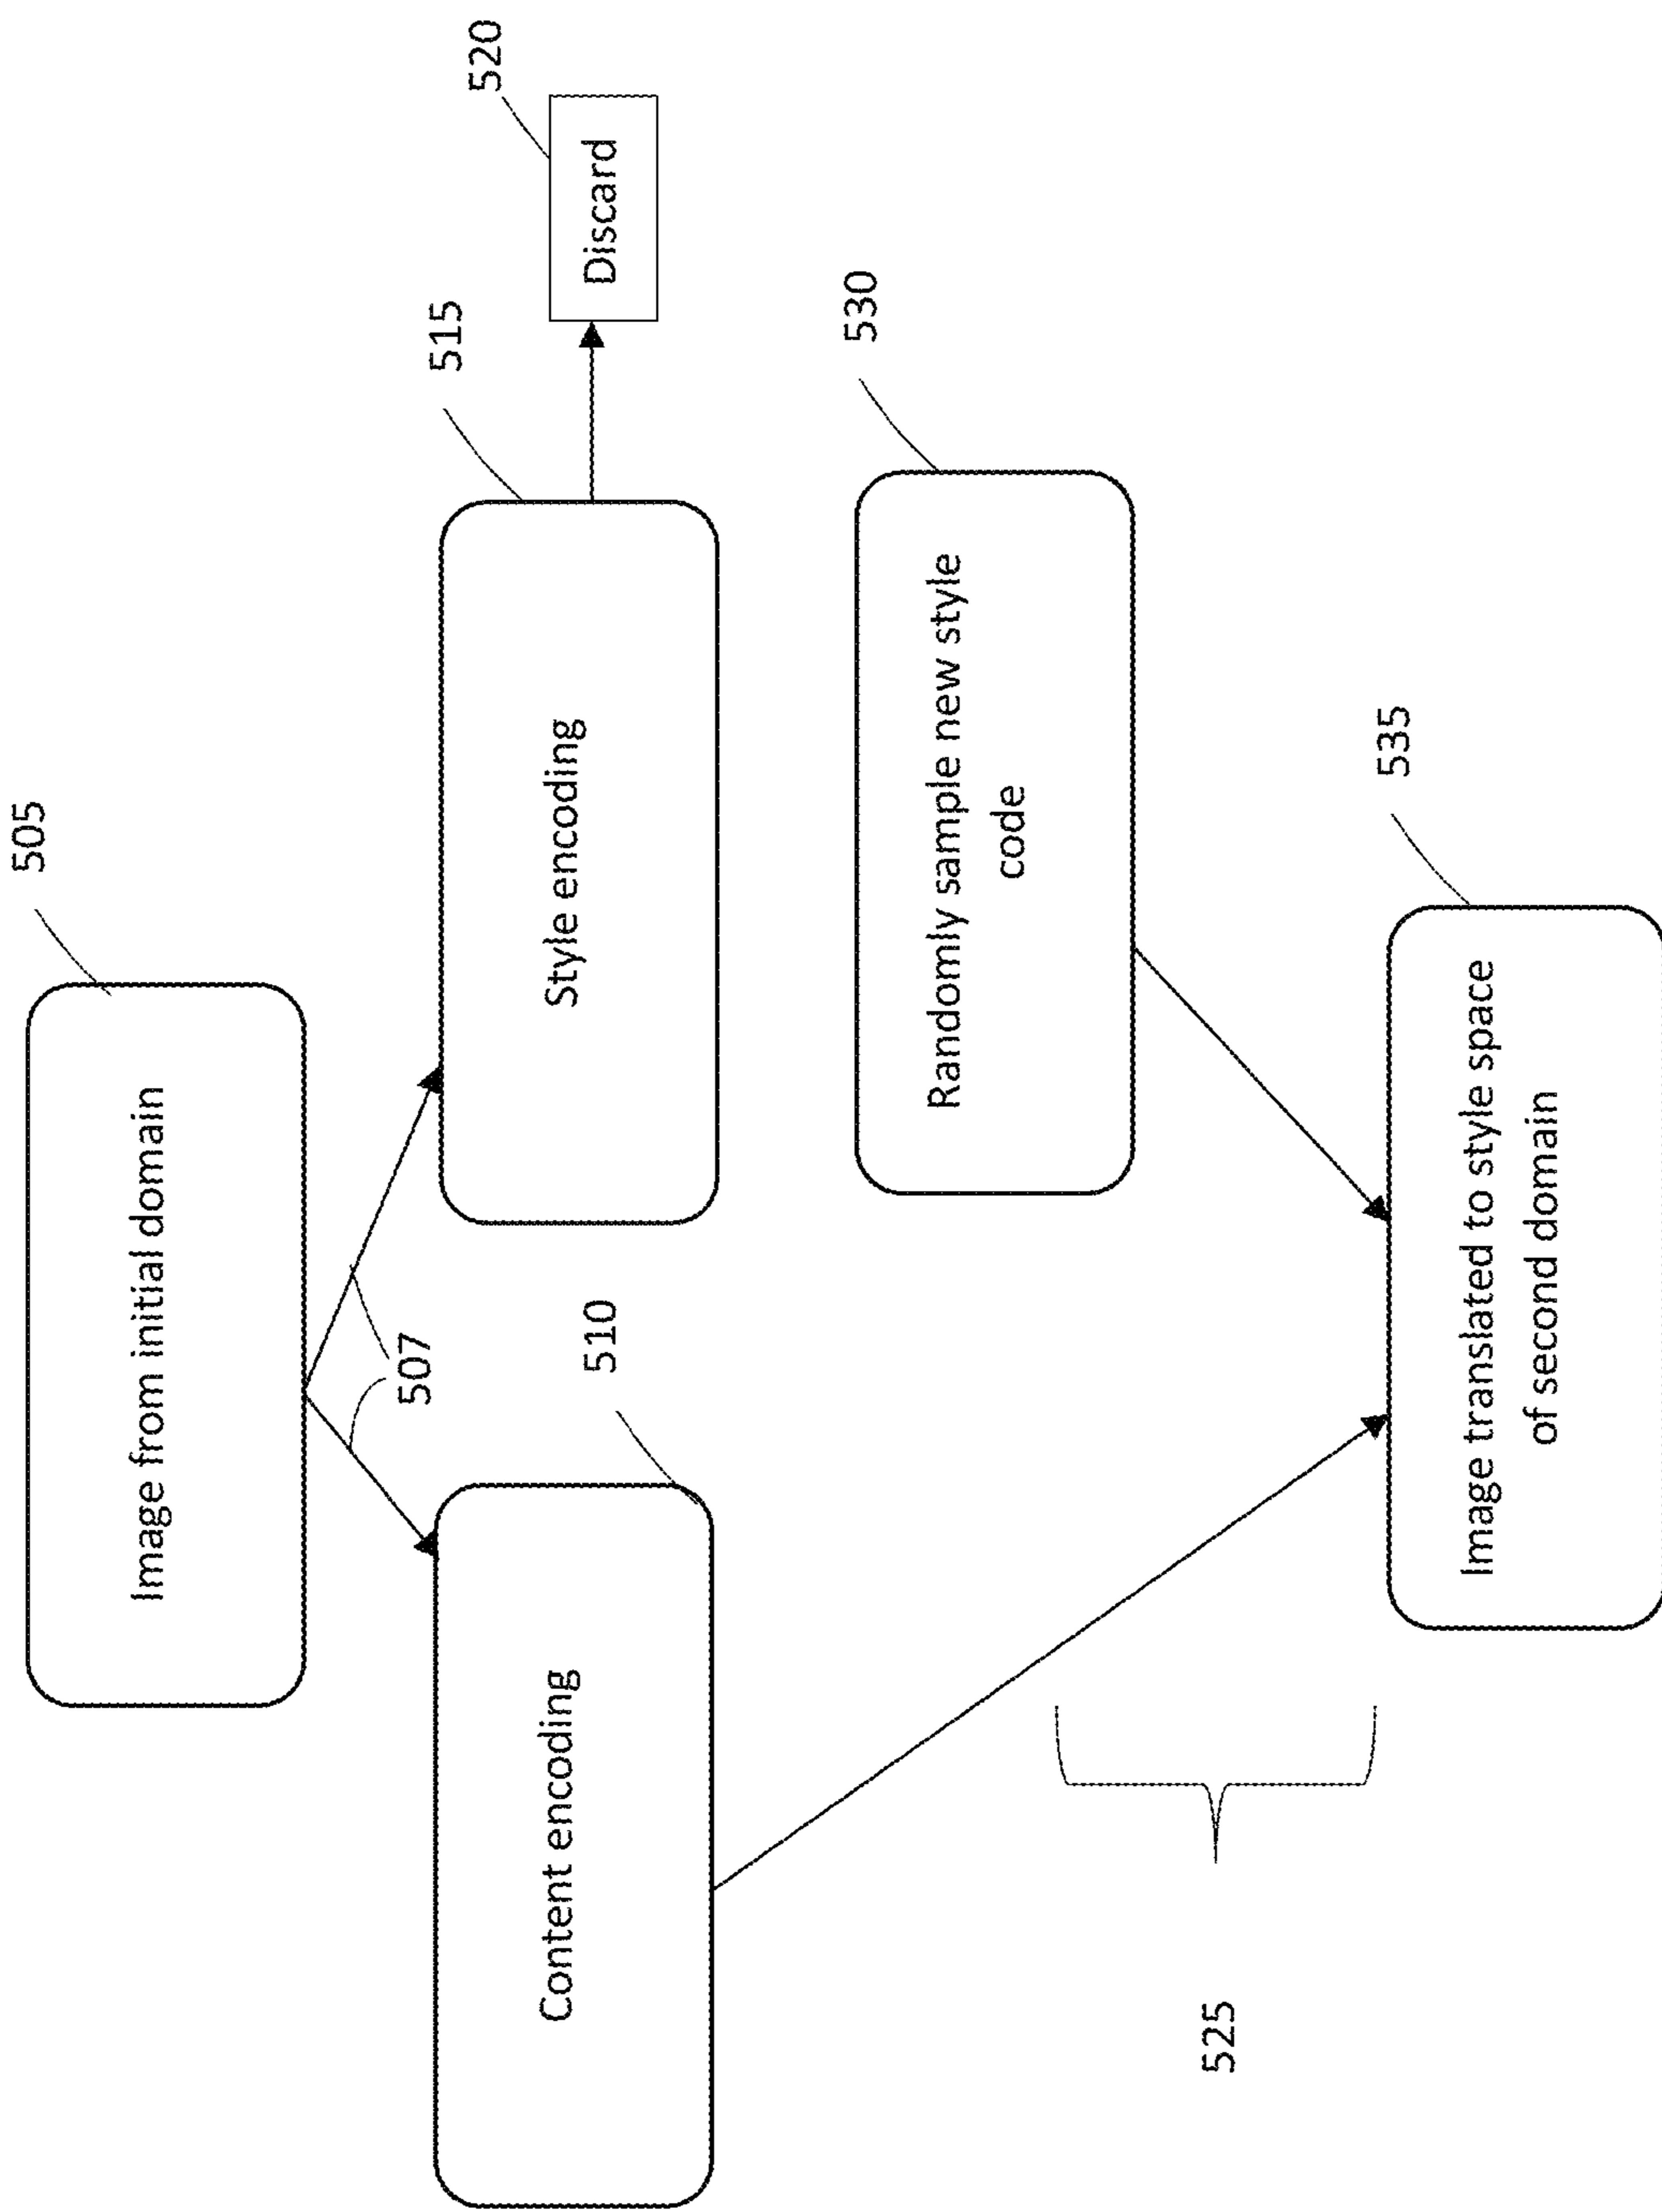 505
Image from initial domain
507
520
515
Discard
Style encoding
510
Content encoding
530
Randomly sample new style
code
525
535
Image translated to style space
of second domain